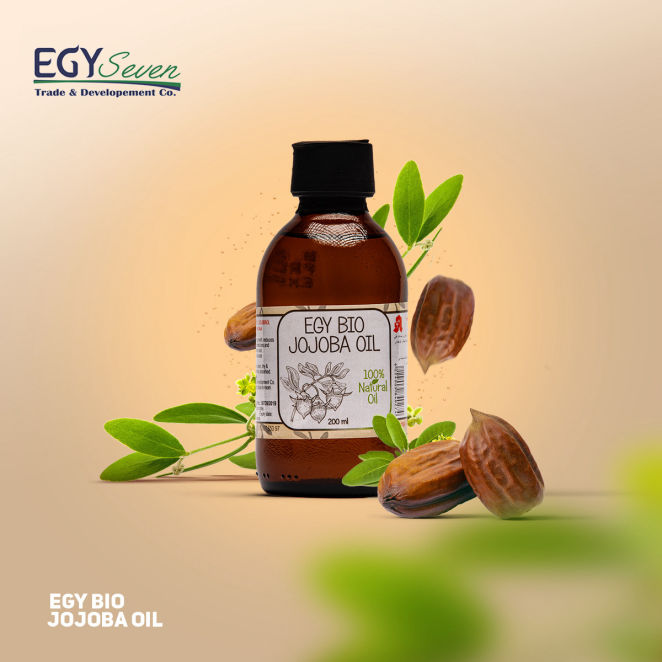 EGY Seven
Trade & Developement Co.
EGY BIO
JOJOBA OIL
100%
Natural
Oil
200 ml
EGY BIO
JOJOBA OIL